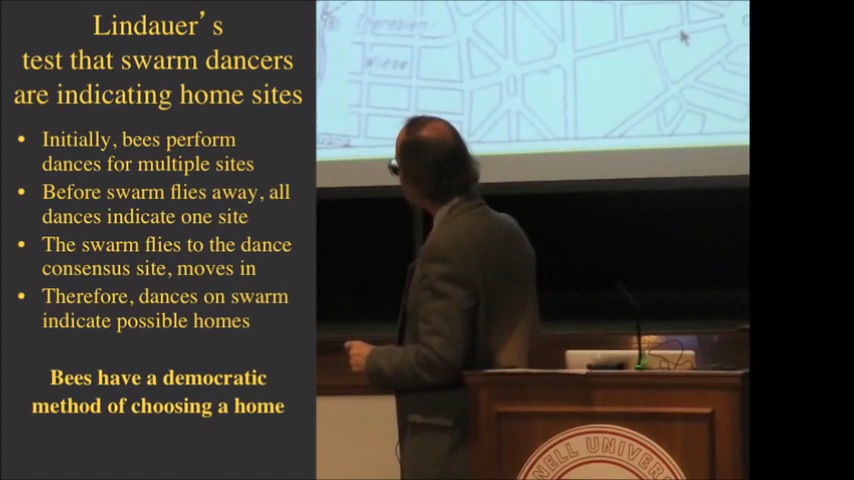 Lindauer's
test that swarm dancers
are indicating home sites
• Initially, bees perform
dances for multiple sites
• Before swarm flies away, all
dances indicate one site
• The swarm flies to the dance
consensus site, moves in
• Therefore, dances on swarm
indicate possible homes
Bees have a democratic
method of choosing a home
Theresien-
Wiese
NELL UNIVER